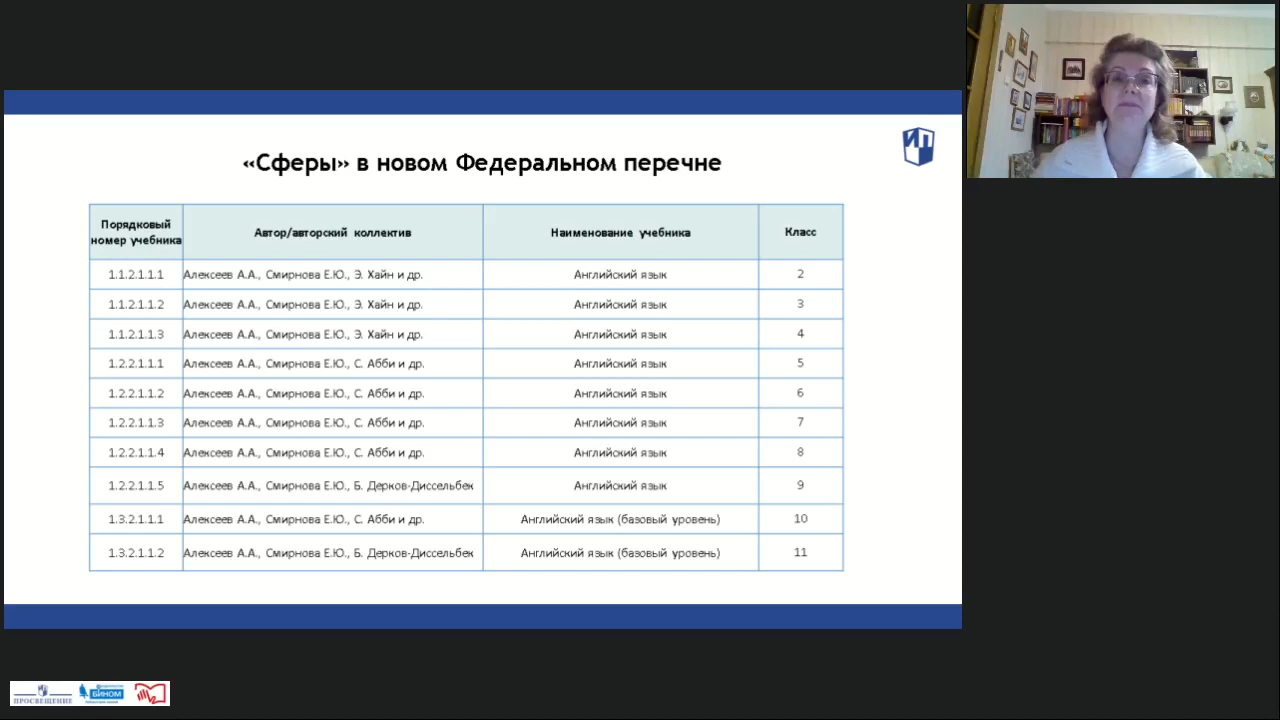 «Сферы» в новом Федеральном перечне
ИП
Порядковый номер учебника Автор/авторский коллектив Наименование учебника Класс
1.1.2.1.1.1 Алексеев А.А., Смирнова Е.Ю., Э. Хайн и др. Английский язык 2
1.1.2.1.1.2 Алексеев А.А., Смирнова Е.Ю., Э. Хайн и др. Английский язык 3
1.1.2.1.1.3 Алексеев А.А., Смирнова Е.Ю., Э. Хайн и др. Английский язык 4
1.2.2.1.1.1 Алексеев А.А., Смирнова Е.Ю., С. Абби и др. Английский язык 5
1.2.2.1.1.2 Алексеев А.А., Смирнова Е.Ю., С. Абби и др. Английский язык 6
1.2.2.1.1.3 Алексеев А.А., Смирнова Е.Ю., С. Абби и др. Английский язык 7
1.2.2.1.1.4 Алексеев А.А., Смирнова Е.Ю., С. Абби и др. Английский язык 8
1.2.2.1.1.5 Алексеев А.А., Смирнова Е.Ю., Б. Дерков-Диссельбек Английский язык 9
1.3.2.1.1.1 Алексеев А.А., Смирнова Е.Ю., С. Абби и др. Английский язык (базовый уровень) 10
1.3.2.1.1.2 Алексеев А.А., Смирнова Е.Ю., Б. Дерков-Диссельбек Английский язык (базовый уровень) 11
ПРОСВЕЩЕНИЕ БИНОМ